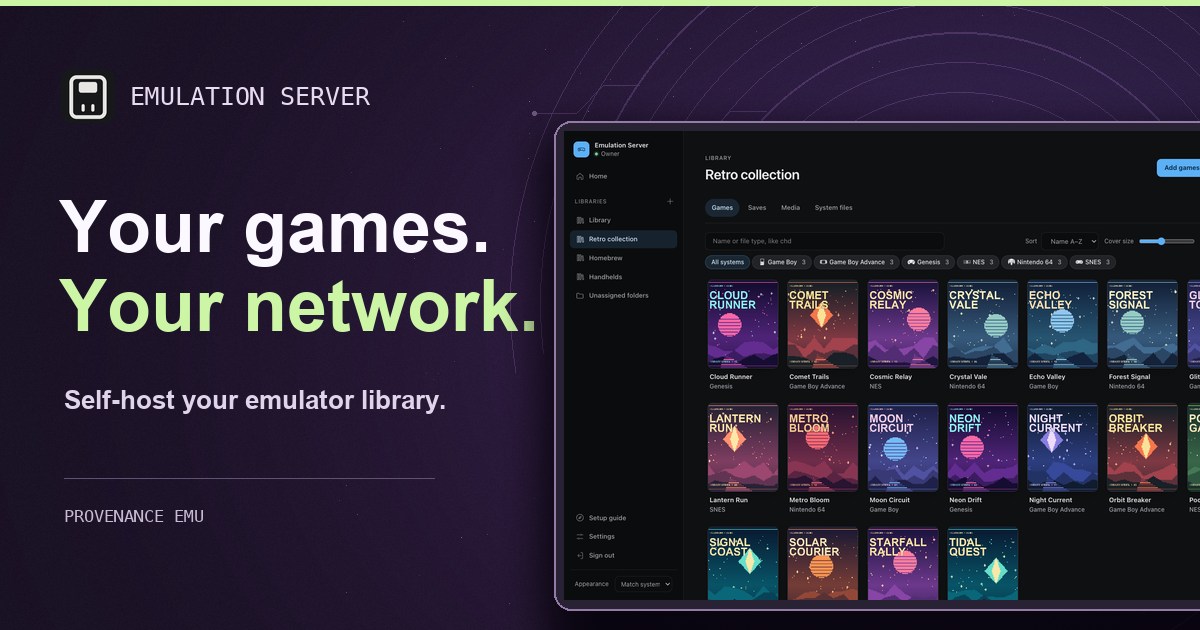 EMULATION SERVER
Your games.
Your network.
Self-host your emulator library.
PROVENANCE EMU
Emulation Server
Owner
Home
LIBRARIES
Library
Retro collection
Homebrew
Handhelds
Unassigned folders
Setup guide
Settings
Sign out
Appearance Match system
LIBRARY
Retro collection
Add games
Games Saves Media System files
Name or file type, like chd
Sort Name A–Z Cover size
All systems Game Boy 3 Game Boy Advance 3 Genesis 3 NES 3 Nintendo 64 3 SNES 3
CLOUD RUNNER
COMET TRAILS
COSMIC RELAY
CRYSTAL VALE
ECHO VALLEY
FOREST SIGNAL
Cloud Runner
Genesis
Comet Trails
Game Boy Advance
Cosmic Relay
NES
Crystal Vale
Nintendo 64
Echo Valley
Game Boy
Forest Signal
Nintendo 64
LANTERN RUN
METRO BLOOM
MOON CIRCUIT
NEON DRIFT
NIGHT CURRENT
ORBIT BREAKER
Lantern Run
SNES
Metro Bloom
Nintendo 64
Moon Circuit
Game Boy
Neon Drift
Genesis
Night Current
Game Boy Advance
Orbit Breaker
Game Boy Advance
SIGNAL COAST
SOLAR COURIER
STARFALL RALLY
TIDAL QUEST